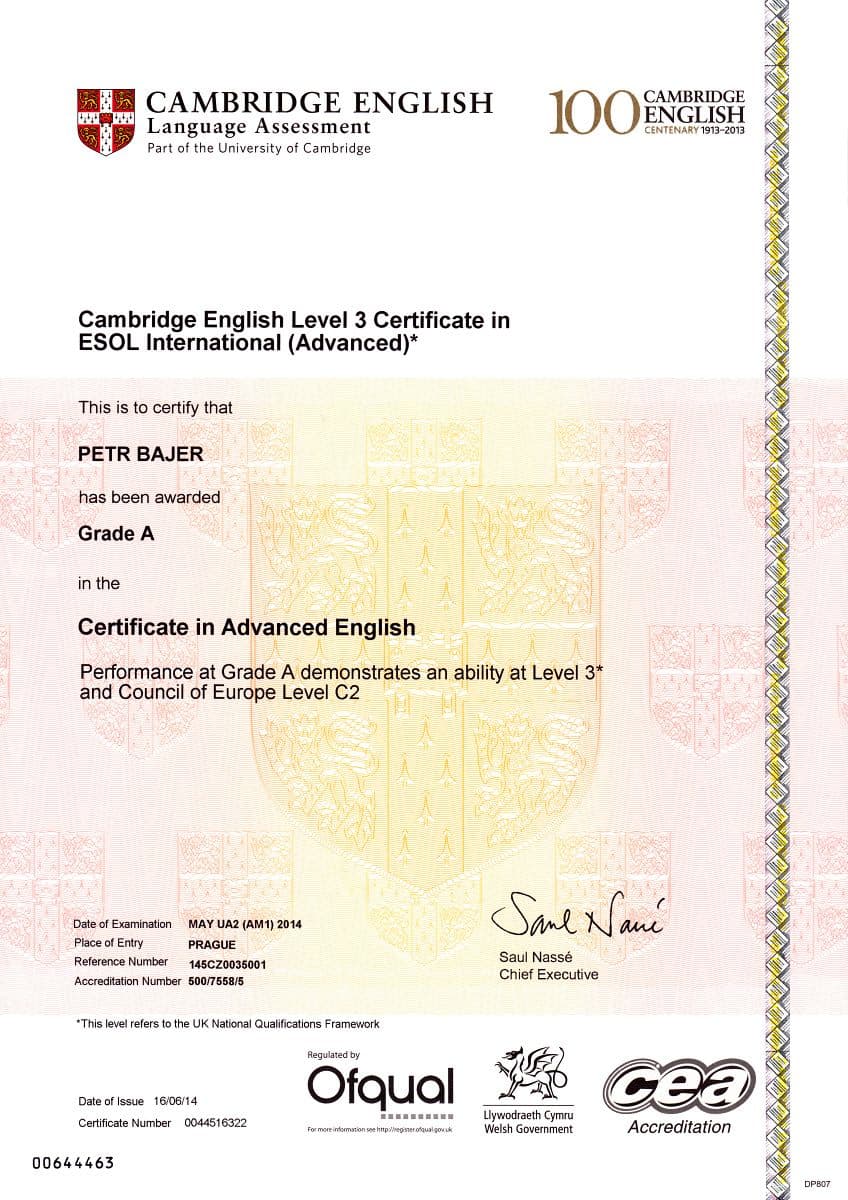 CAMBRIDGE ENGLISH
Language Assessment
Part of the University of Cambridge
100 CAMBRIDGE
ENGLISH
CENTENARY 1913–2013
Cambridge English Level 3 Certificate in
ESOL International (Advanced)*
This is to certify that
PETR BAJER
has been awarded
Grade A
in the
Certificate in Advanced English
Performance at Grade A demonstrates an ability at Level 3*
and Council of Europe Level C2
Saul Nassé
Date of Examination MAY UA2 (AM1) 2014
Place of Entry PRAGUE
Reference Number 145CZ0035001
Accreditation Number 500/7558/5
Saul Nassé
Chief Executive
*This level refers to the UK National Qualifications Framework
Regulated by
Ofqual
For more information see http://register.ofqual.gov.uk
Llywodraeth Cymru
Welsh Government
cea
Accreditation
Date of Issue 16/06/14
Certificate Number 0044516322
00644463
DP807